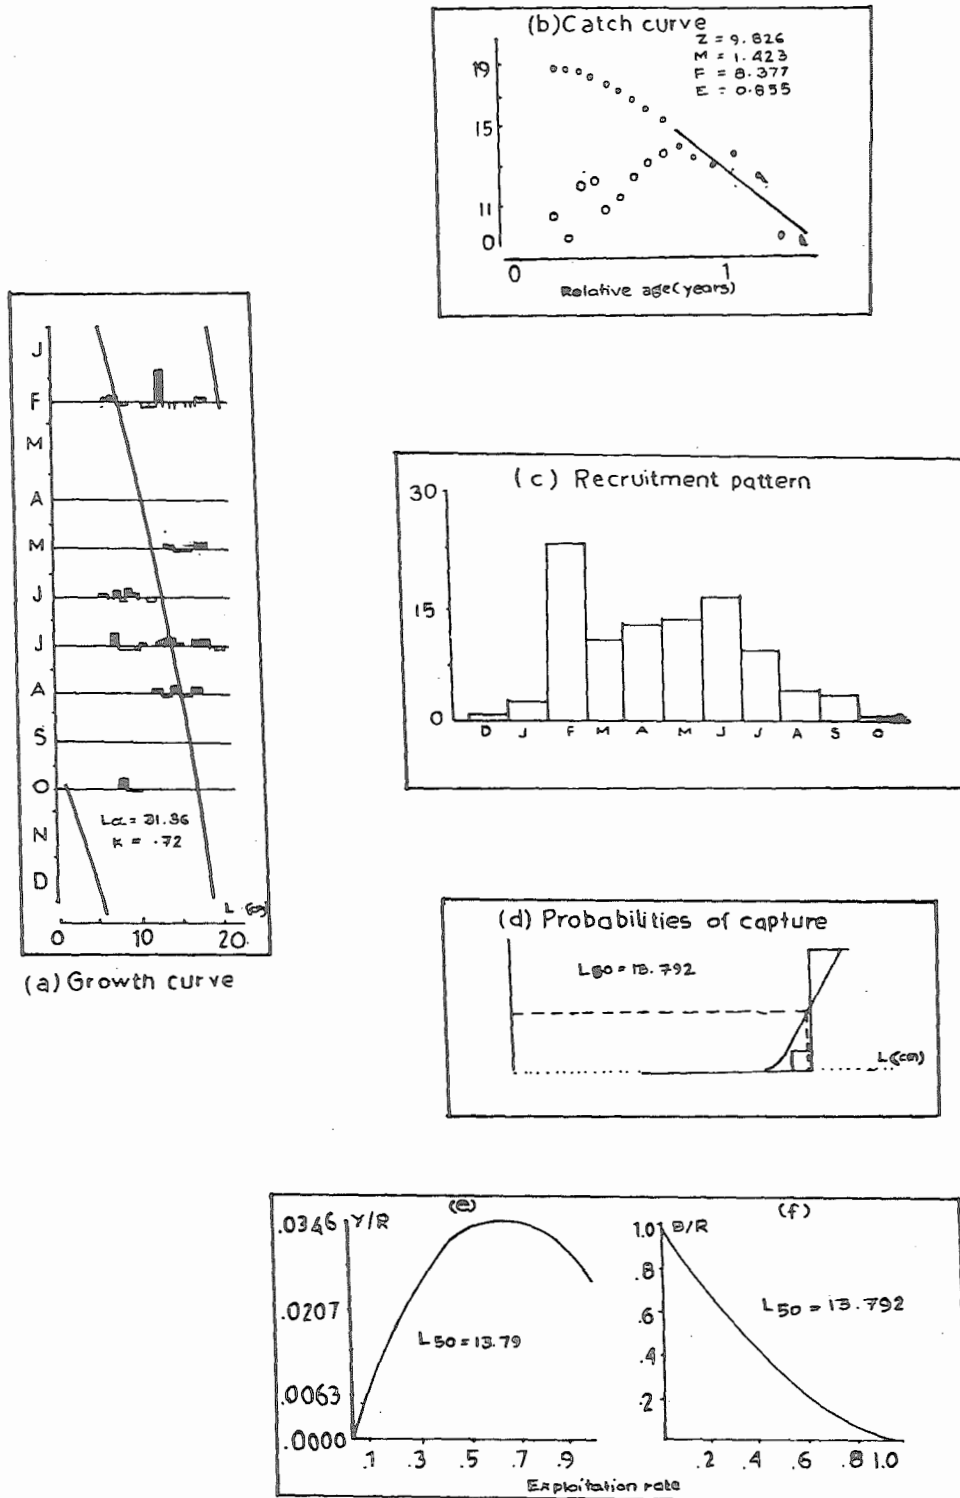 (b) Catch curve
Z = 9.826
M = 1.423
F = 8.377
E = 0.855
19
15
11
0
0 1
Relative age (years)
J
F
M
A
M
J
J
A
S
O
N
D
Lα = 31.36
K = .72
L (cm)
0 10 20.
(a) Growth curve
(c) Recruitment pattern
30
15
0
D J F M A M J J A S O
(d) Probabilities of capture
L50 = 13.792
L (cm)
(e)
.0346 Y/R
.0207
.0063
.0000
L50 = 13.79
.1 .3 .5 .7 .9
(f)
1.0 B/R
.8
.6
.4
.2
L50 = 13.792
.2 .4 .6 .8 1.0
Exploitation rate